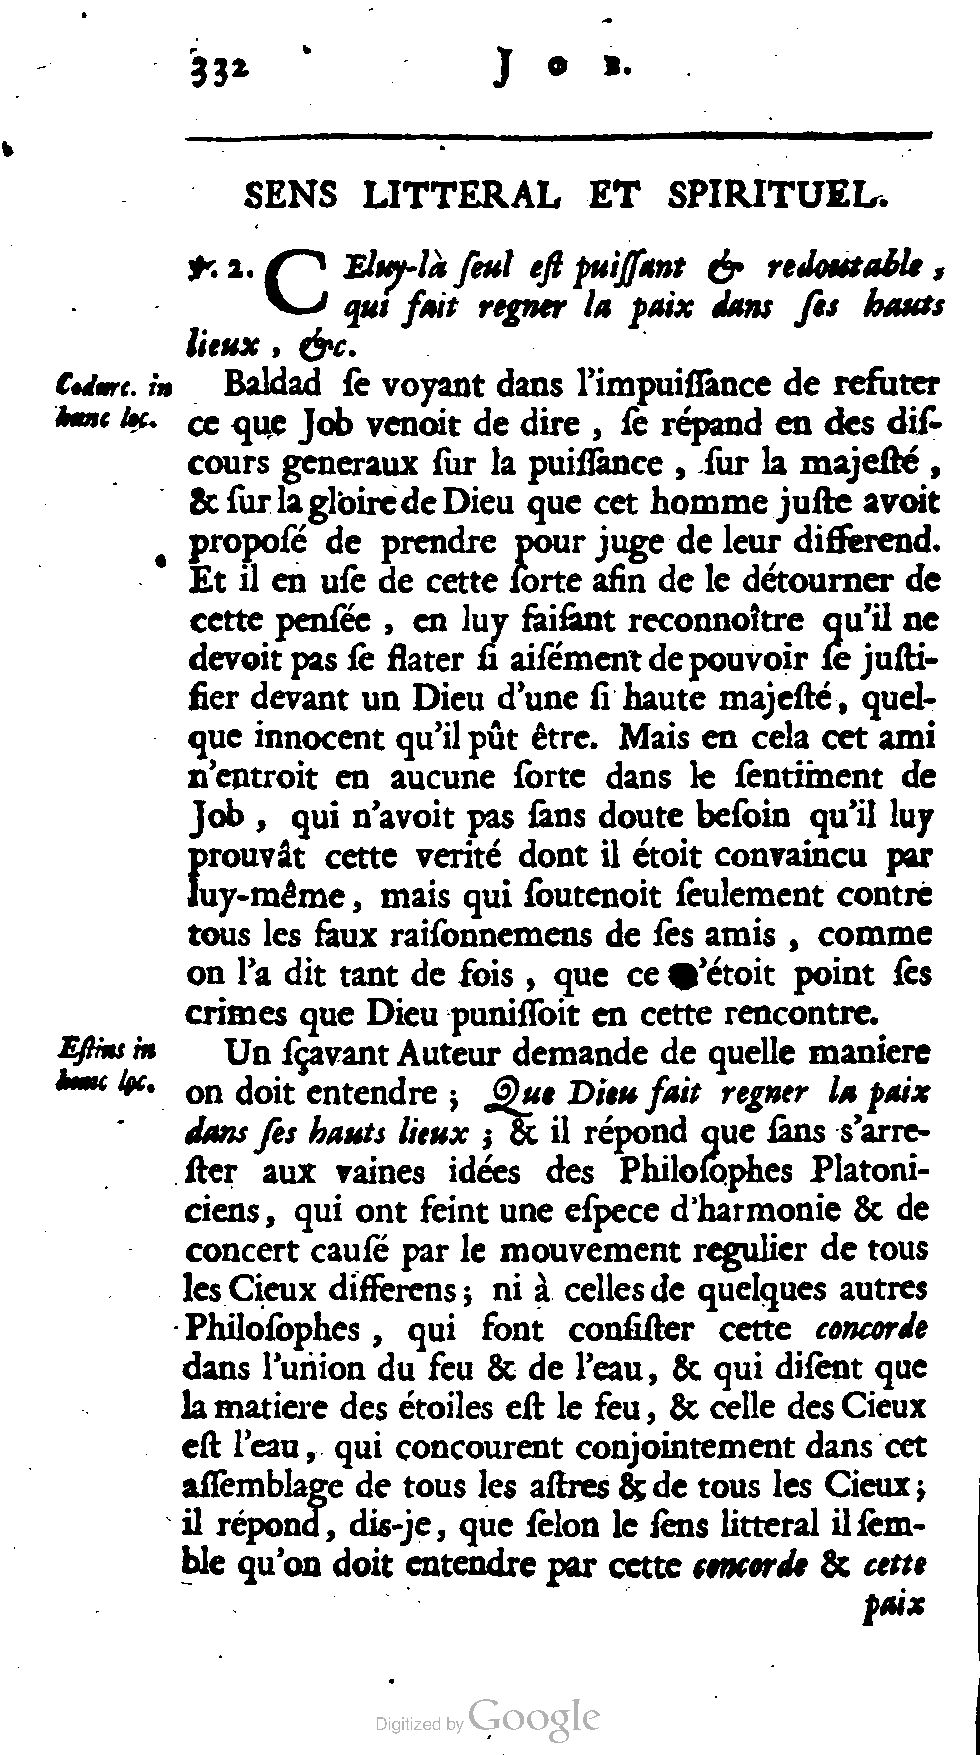 332 JOB.
SENS LITTERAL ET SPIRITUEL.
℣. 2. CEluy-là ſeul eſt puiſſant & redoutable,
qui fait regner la paix dans ſes hauts
lieux, &c.
Codurc. in
hunc loc.
Baldad ſe voyant dans l'impuiſſance de refuter
ce que Job venoit de dire, ſe répand en des diſ-
cours generaux ſur la puiſſance, ſur la majeſté,
& ſur la gloire de Dieu que cet homme juſte avoit
propoſé de prendre pour juge de leur differend.
Et il en uſe de cette ſorte afin de le détourner de
cette penſée, en luy faiſant reconnoître qu'il ne
devoit pas ſe flater ſi aiſément de pouvoir ſe juſti-
fier devant un Dieu d'une ſi haute majeſté, quel-
que innocent qu'il pût être. Mais en cela cet ami
n'entroit en aucune ſorte dans le ſentiment de
Job, qui n'avoit pas ſans doute beſoin qu'il luy
prouvât cette verité dont il étoit convaincu par
luy-même, mais qui ſoutenoit ſeulement contre
tous les faux raiſonnemens de ſes amis, comme
on l'a dit tant de fois, que ce 'étoit point ſes
crimes que Dieu puniſſoit en cette rencontre.
Eſtius in
hunc loc.
Un ſçavant Auteur demande de quelle maniere
on doit entendre; Que Dieu fait regner la paix
dans ſes hauts lieux; & il répond que ſans s'arre-
ſter aux vaines idées des Philoſophes Platoni-
ciens, qui ont feint une eſpece d'harmonie & de
concert cauſé par le mouvement regulier de tous
les Cieux differens; ni à celles de quelques autres
Philoſophes, qui font conſiſter cette concorde
dans l'union du feu & de l'eau, & qui diſent que
la matiere des étoiles eſt le feu, & celle des Cieux
eſt l'eau, qui concourent conjointement dans cet
aſſemblage de tous les aſtres & de tous les Cieux;
il répond, dis-je, que ſelon le ſens litteral il ſem-
ble qu'on doit entendre par cette concorde & cette
paix
Digitized by Google